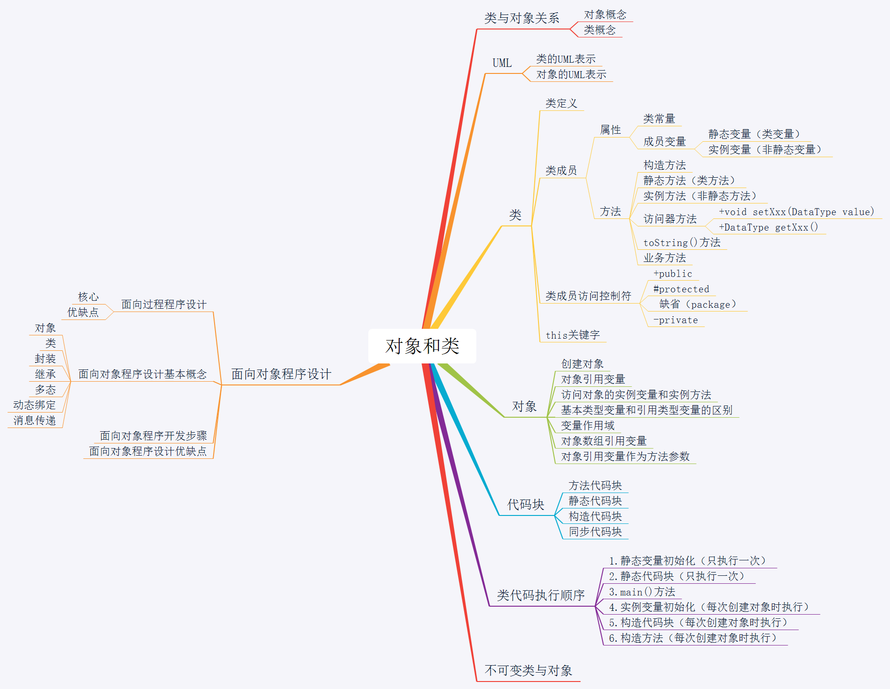 对象和类
类与对象关系
对象概念
类概念
UML
类的UML表示
对象的UML表示
类
类定义
类成员
属性
类常量
成员变量
静态变量（类变量）
实例变量（非静态变量）
方法
构造方法
静态方法（类方法）
实例方法（非静态方法）
访问器方法
+void setXxx(DataType value)
+DataType getXxx()
toString()方法
业务方法
类成员访问控制符
+public
#protected
缺省（package）
-private
this关键字
对象
创建对象
对象引用变量
访问对象的实例变量和实例方法
基本类型变量和引用类型变量的区别
变量作用域
对象数组引用变量
对象引用变量作为方法参数
代码块
方法代码块
静态代码块
构造代码块
同步代码块
类代码执行顺序
1.静态变量初始化（只执行一次）
2.静态代码块（只执行一次）
3.main()方法
4.实例变量初始化（每次创建对象时执行）
5.构造代码块（每次创建对象时执行）
6.构造方法（每次创建对象时执行）
不可变类与对象
面向对象程序设计
面向过程程序设计
核心
优缺点
面向对象程序设计基本概念
对象
类
封装
继承
多态
动态绑定
消息传递
面向对象程序开发步骤
面向对象程序设计优缺点